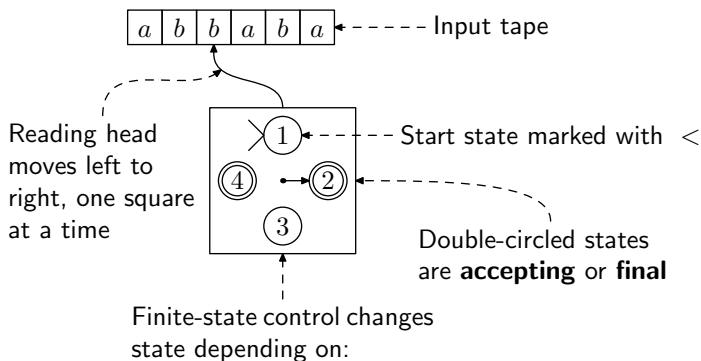 a b b a b a
Input tape
Reading head
moves left to
right, one square
at a time
1
Start state marked with <
4
2
3
Double-circled states
are accepting or final
Finite-state control changes
state depending on: